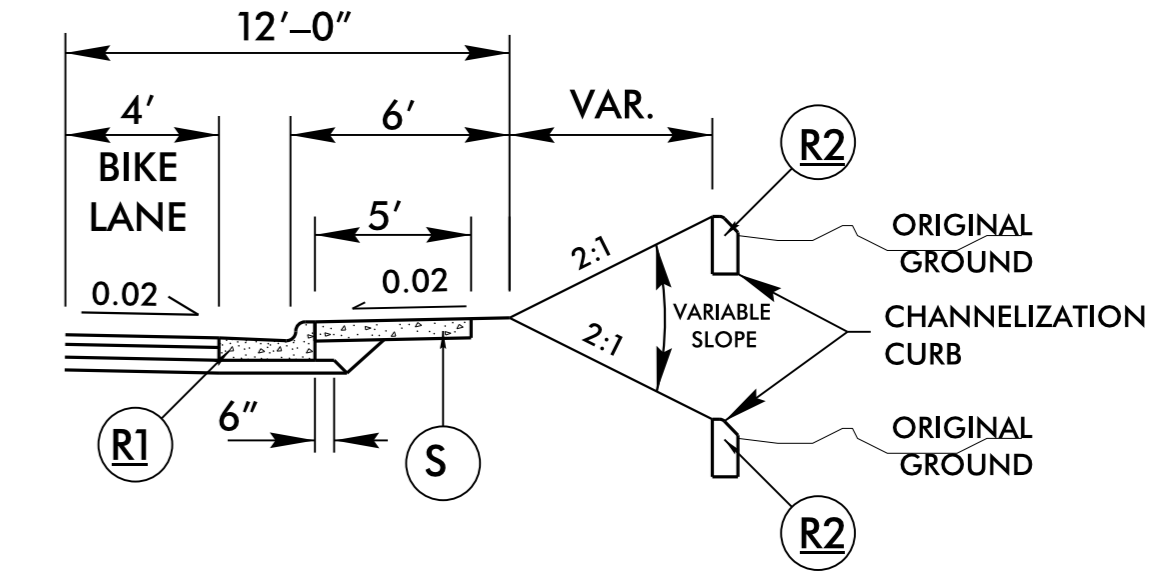 12'–0"
4'
6'
VAR.
R2
BIKE
LANE
5'
2:1
ORIGINAL
GROUND
0.02
0.02
VARIABLE
SLOPE
CHANNELIZATION
CURB
2:1
6"
R1
S
ORIGINAL
GROUND
R2